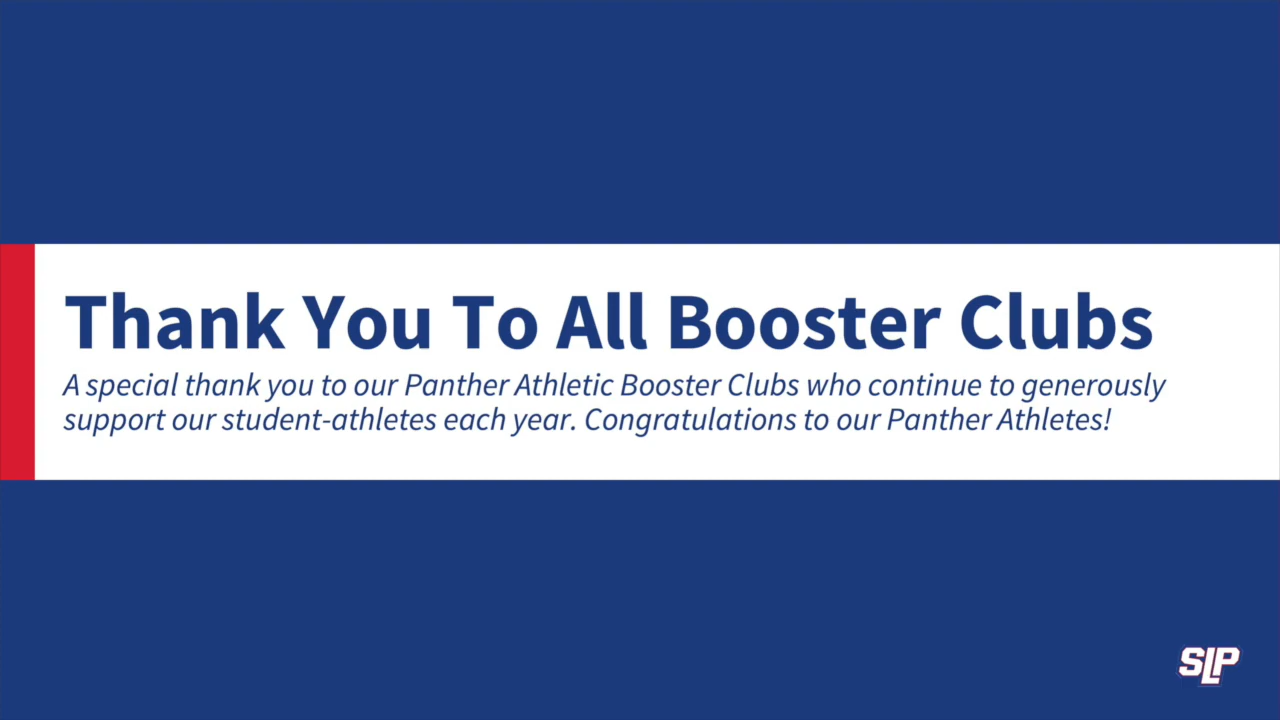 Thank You To All Booster Clubs
A special thank you to our Panther Athletic Booster Clubs who continue to generously
support our student-athletes each year. Congratulations to our Panther Athletes!
SLP